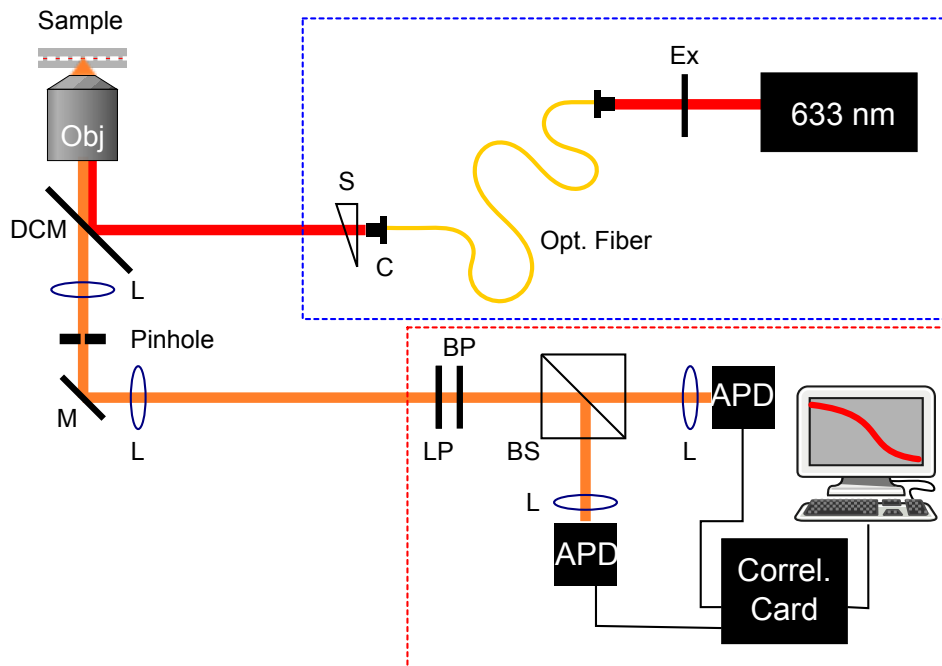 Sample
Ex
633 nm
Obj
S
DCM
C
Opt. Fiber
L
Pinhole
BP
M
L
LP
BS
L
APD
L
APD
Correl.
Card